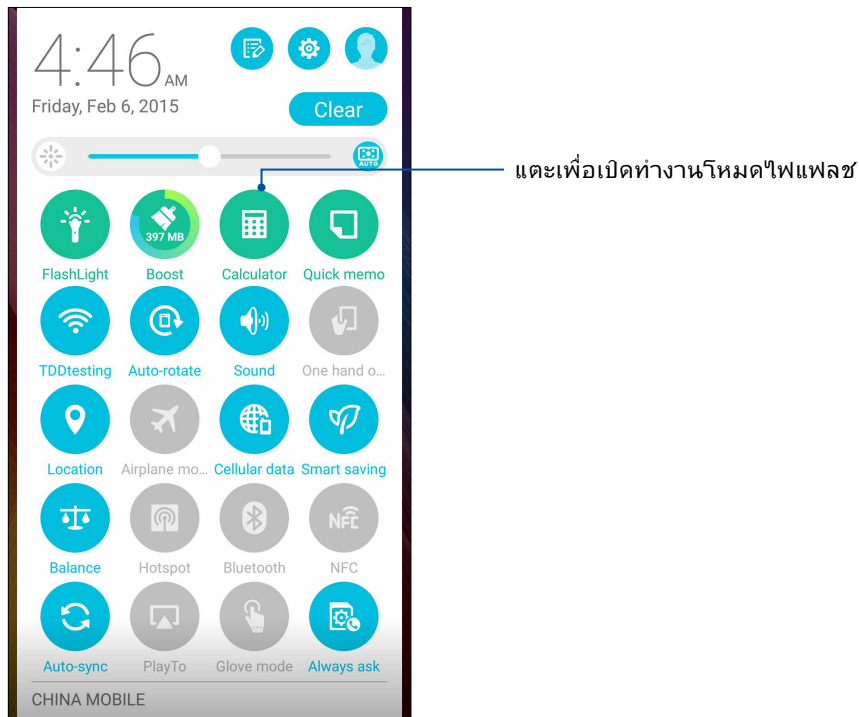 4:46 AM
Friday, Feb 6, 2015
Clear
AUTO
แตะเพื่อเปิดทำงานโหมดไฟแฟลช
397 MB
FlashLight Boost Calculator Quick memo
TDDtesting Auto-rotate Sound One hand o...
Location Airplane mo... Cellular data Smart saving
NFC
Balance Hotspot Bluetooth NFC
Auto-sync PlayTo Glove mode Always ask
CHINA MOBILE